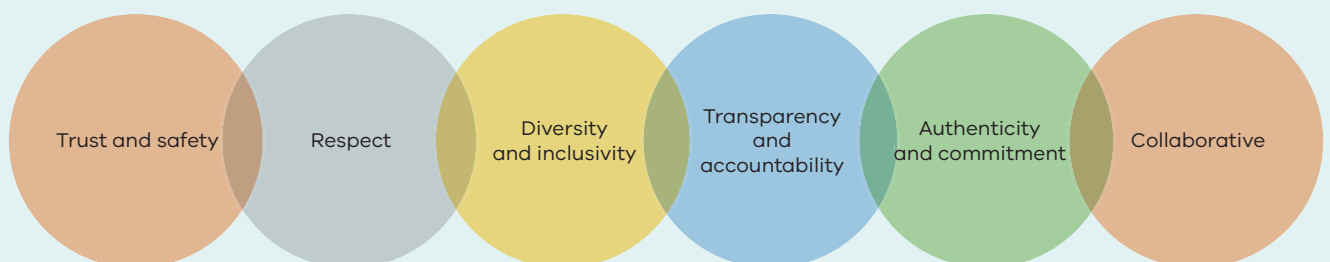 Trust and safety
Respect
Diversity
and inclusivity
Transparency
and
accountability
Authenticity
and commitment
Collaborative